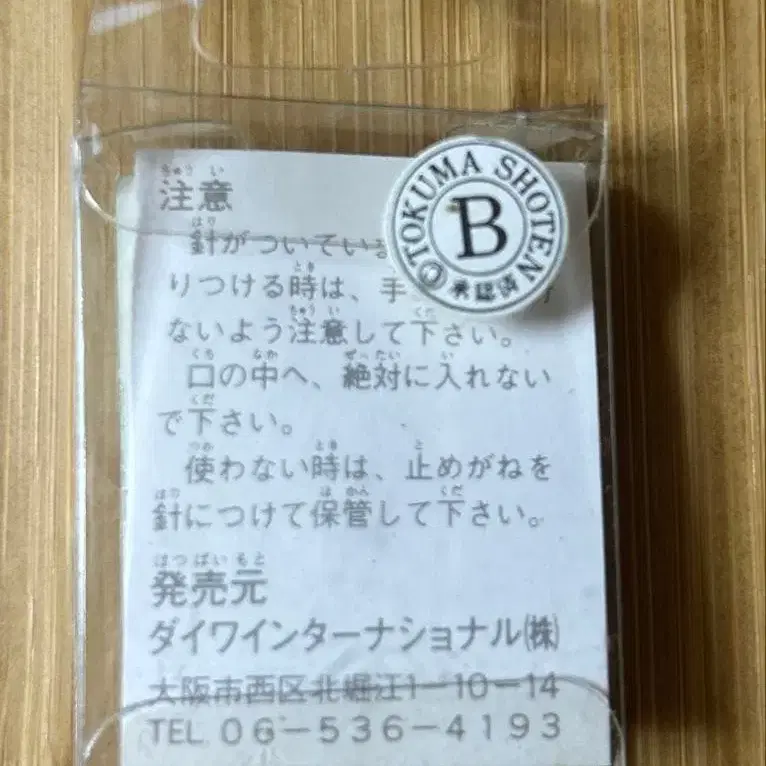 注意
針がついている
りつける時は、手
ないよう注意して下さい。
口の中へ、絶対に入れない
で下さい。
使わない時は、止めがねを
針につけて保管して下さい。
発売元
ダイワインターナショナル㈱
大阪市西区北堀江1-10-14
TEL 06-536-4193
ⓒTOKUMA SHOTEN
B
承認済